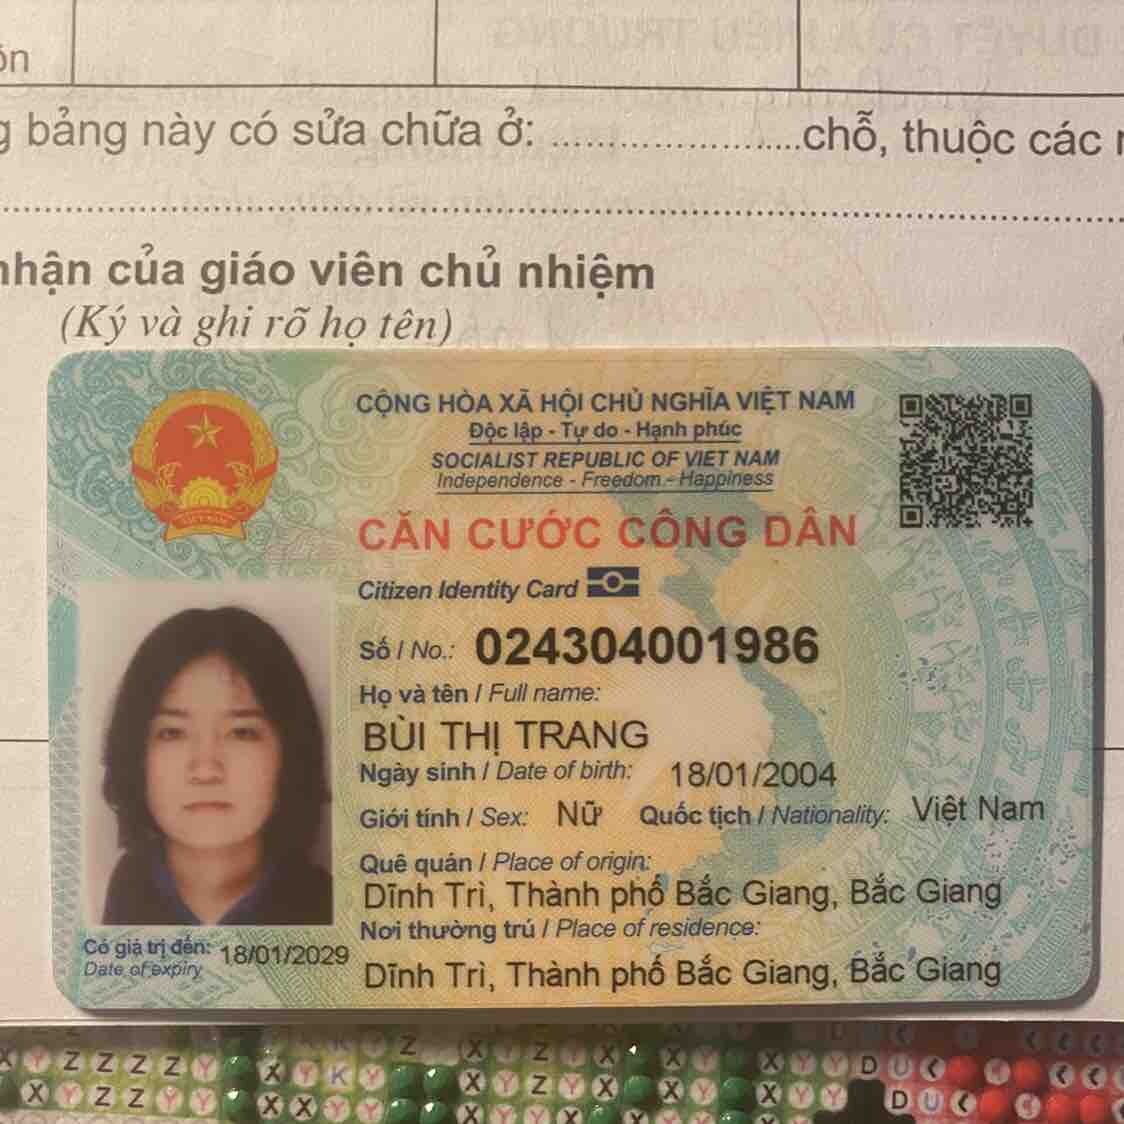 ôn
g bảng này có sửa chữa ở: ........................chỗ, thuộc các
nhận của giáo viên chủ nhiệm
(Ký và ghi rõ họ tên)
CỘNG HÒA XÃ HỘI CHỦ NGHĨA VIỆT NAM
Độc lập - Tự do - Hạnh phúc
SOCIALIST REPUBLIC OF VIET NAM
Independence - Freedom - Happiness
CĂN CƯỚC CÔNG DÂN
Citizen Identity Card
Số / No.: 024304001986
Họ và tên / Full name:
BÙI THỊ TRANG
Ngày sinh / Date of birth: 18/01/2004
Giới tính / Sex: Nữ Quốc tịch / Nationality: Việt Nam
Quê quán / Place of origin:
Dĩnh Trì, Thành phố Bắc Giang, Bắc Giang
Nơi thường trú / Place of residence:
Dĩnh Trì, Thành phố Bắc Giang, Bắc Giang
Có giá trị đến: 18/01/2029
Date of expiry